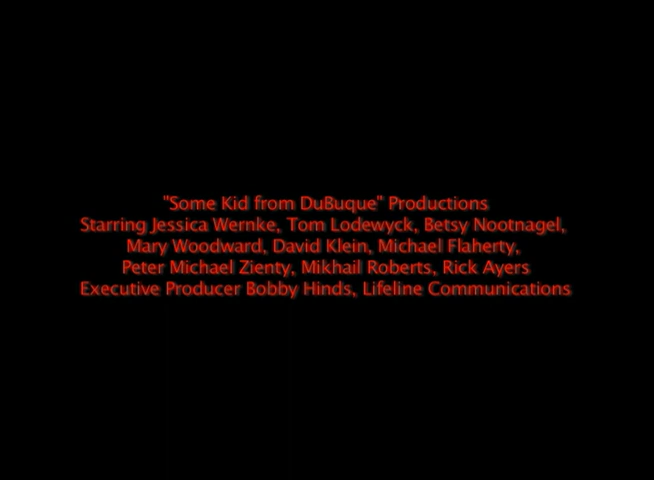 "Some Kid from DuBuque" Productions
Starring Jessica Wernke, Tom Lodewyck, Betsy Nootnagel,
Mary Woodward, David Klein, Michael Flaherty,
Peter Michael Zienty, Mikhail Roberts, Rick Ayers
Executive Producer Bobby Hinds, Lifeline Communications